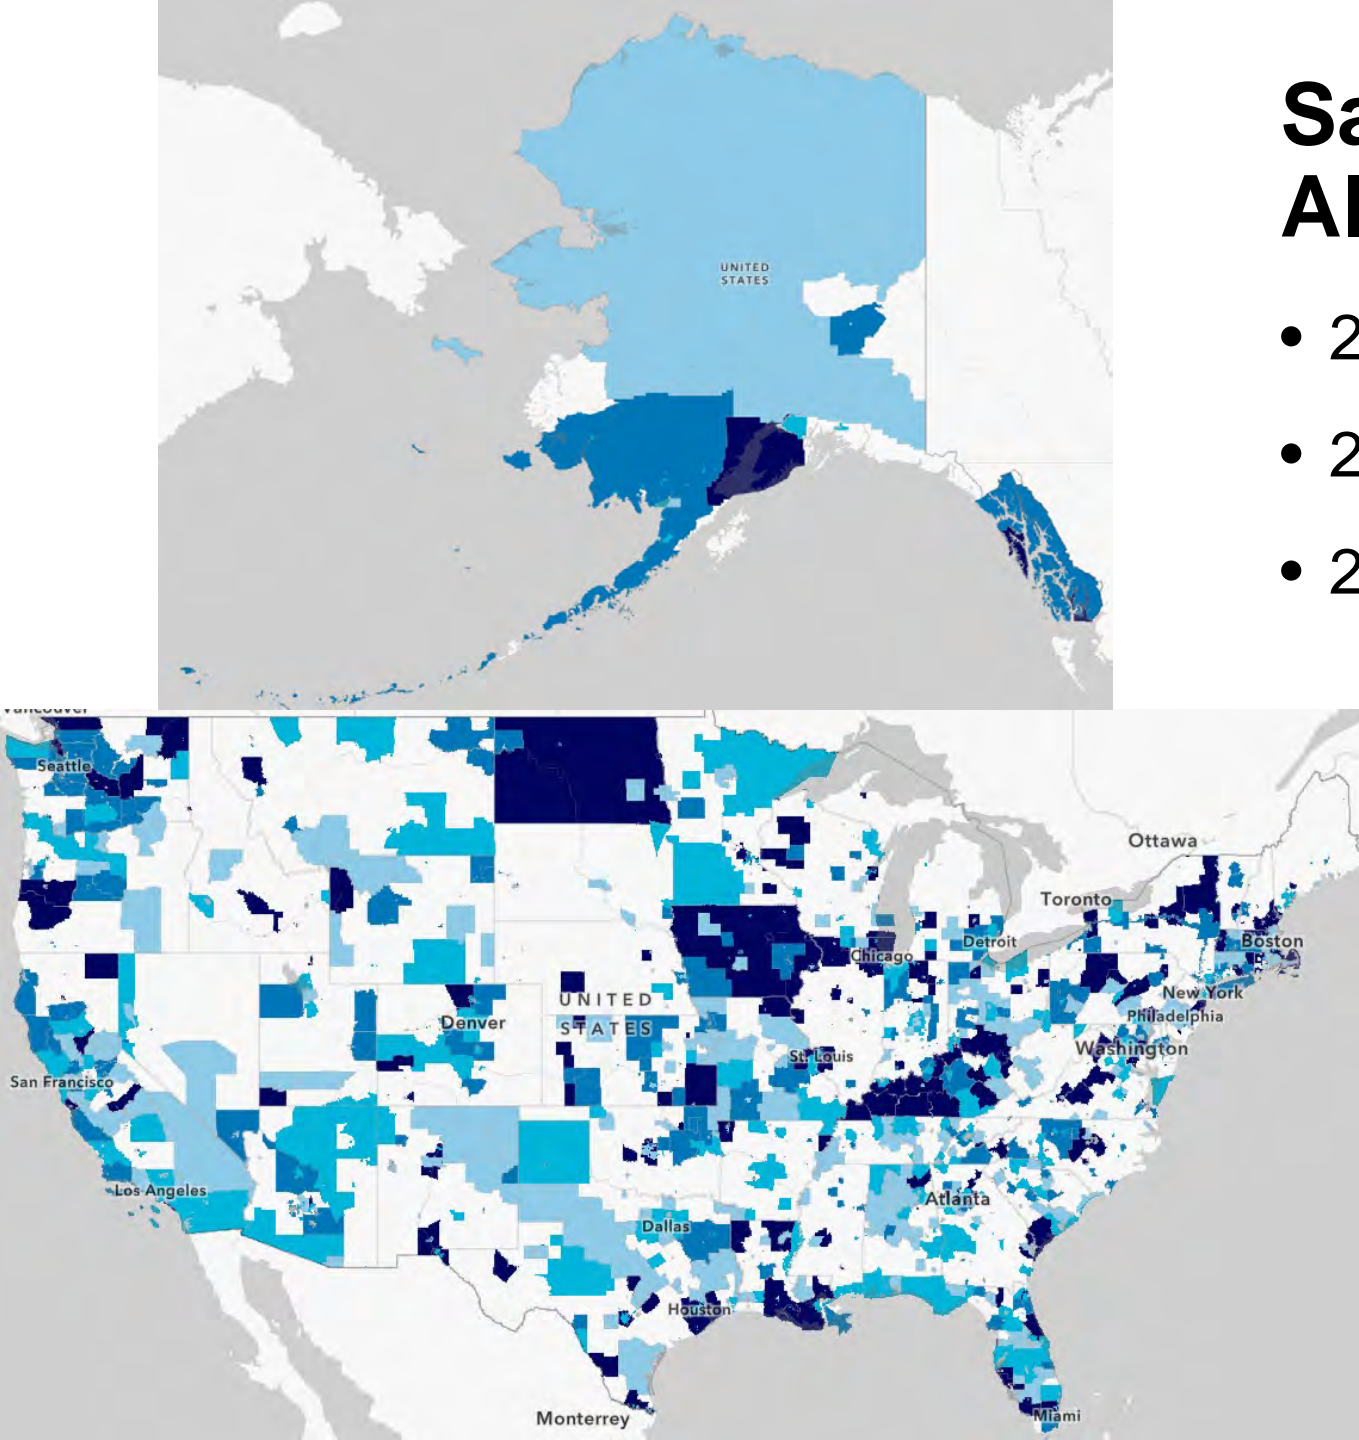 UNITED
STATES
Sa
Al
• 2
• 2
• 2
Vancouver
Seattle
Ottawa
Toronto
Detroit
Boston
Chicago
New York
UNITED
STATES
Denver
Philadelphia
Washington
St. Louis
San Francisco
Los Angeles
Atlanta
Dallas
Houston
Monterrey
Miami